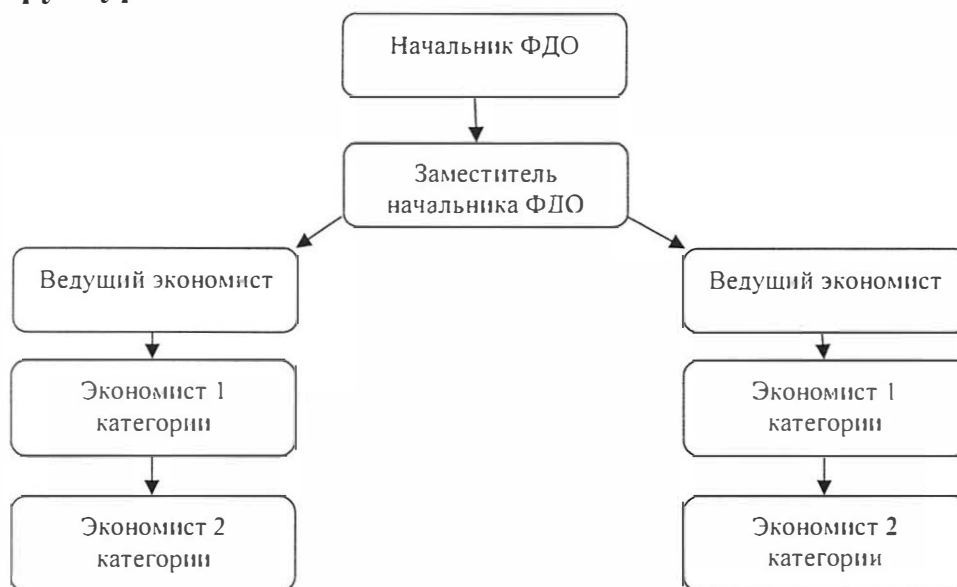 Начальник ФДО
Заместитель
начальника ФДО
Ведущий экономист
Ведущий экономист
Экономист 1
категории
Экономист 1
категории
Экономист 2
категории
Экономист 2
категории